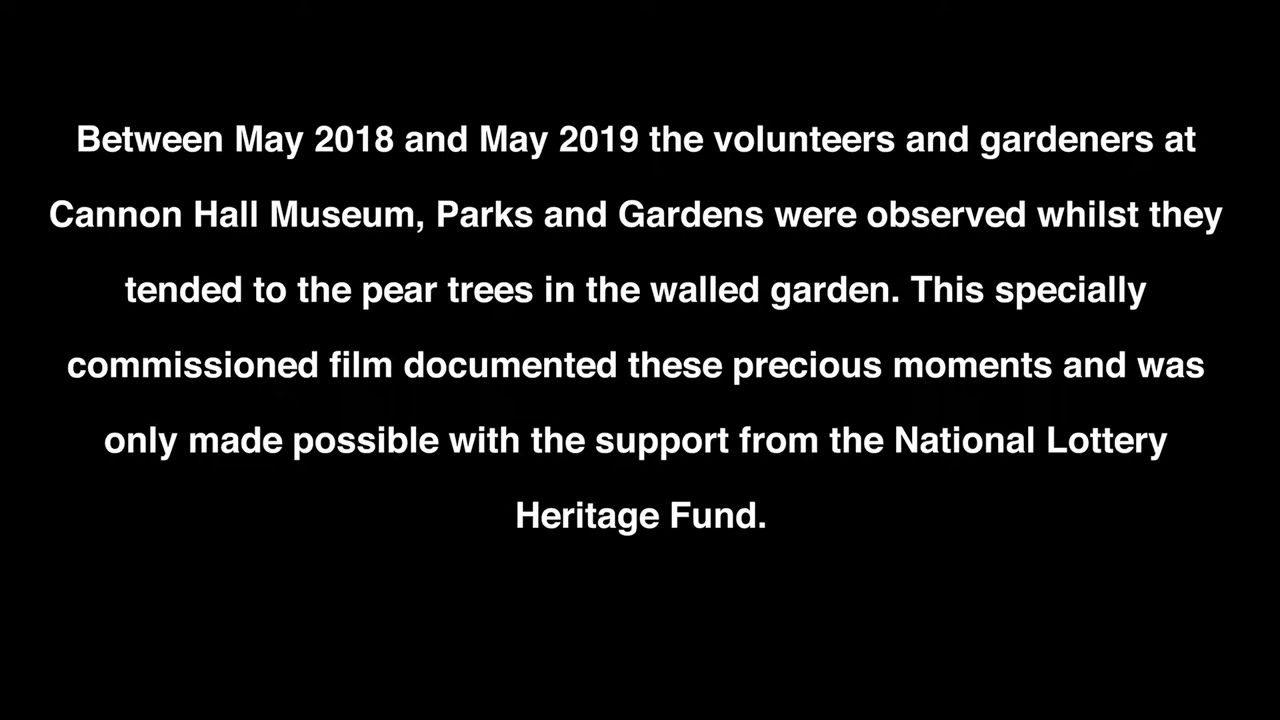 Between May 2018 and May 2019 the volunteers and gardeners at
Cannon Hall Museum, Parks and Gardens were observed whilst they
tended to the pear trees in the walled garden. This specially
commissioned film documented these precious moments and was
only made possible with the support from the National Lottery
Heritage Fund.